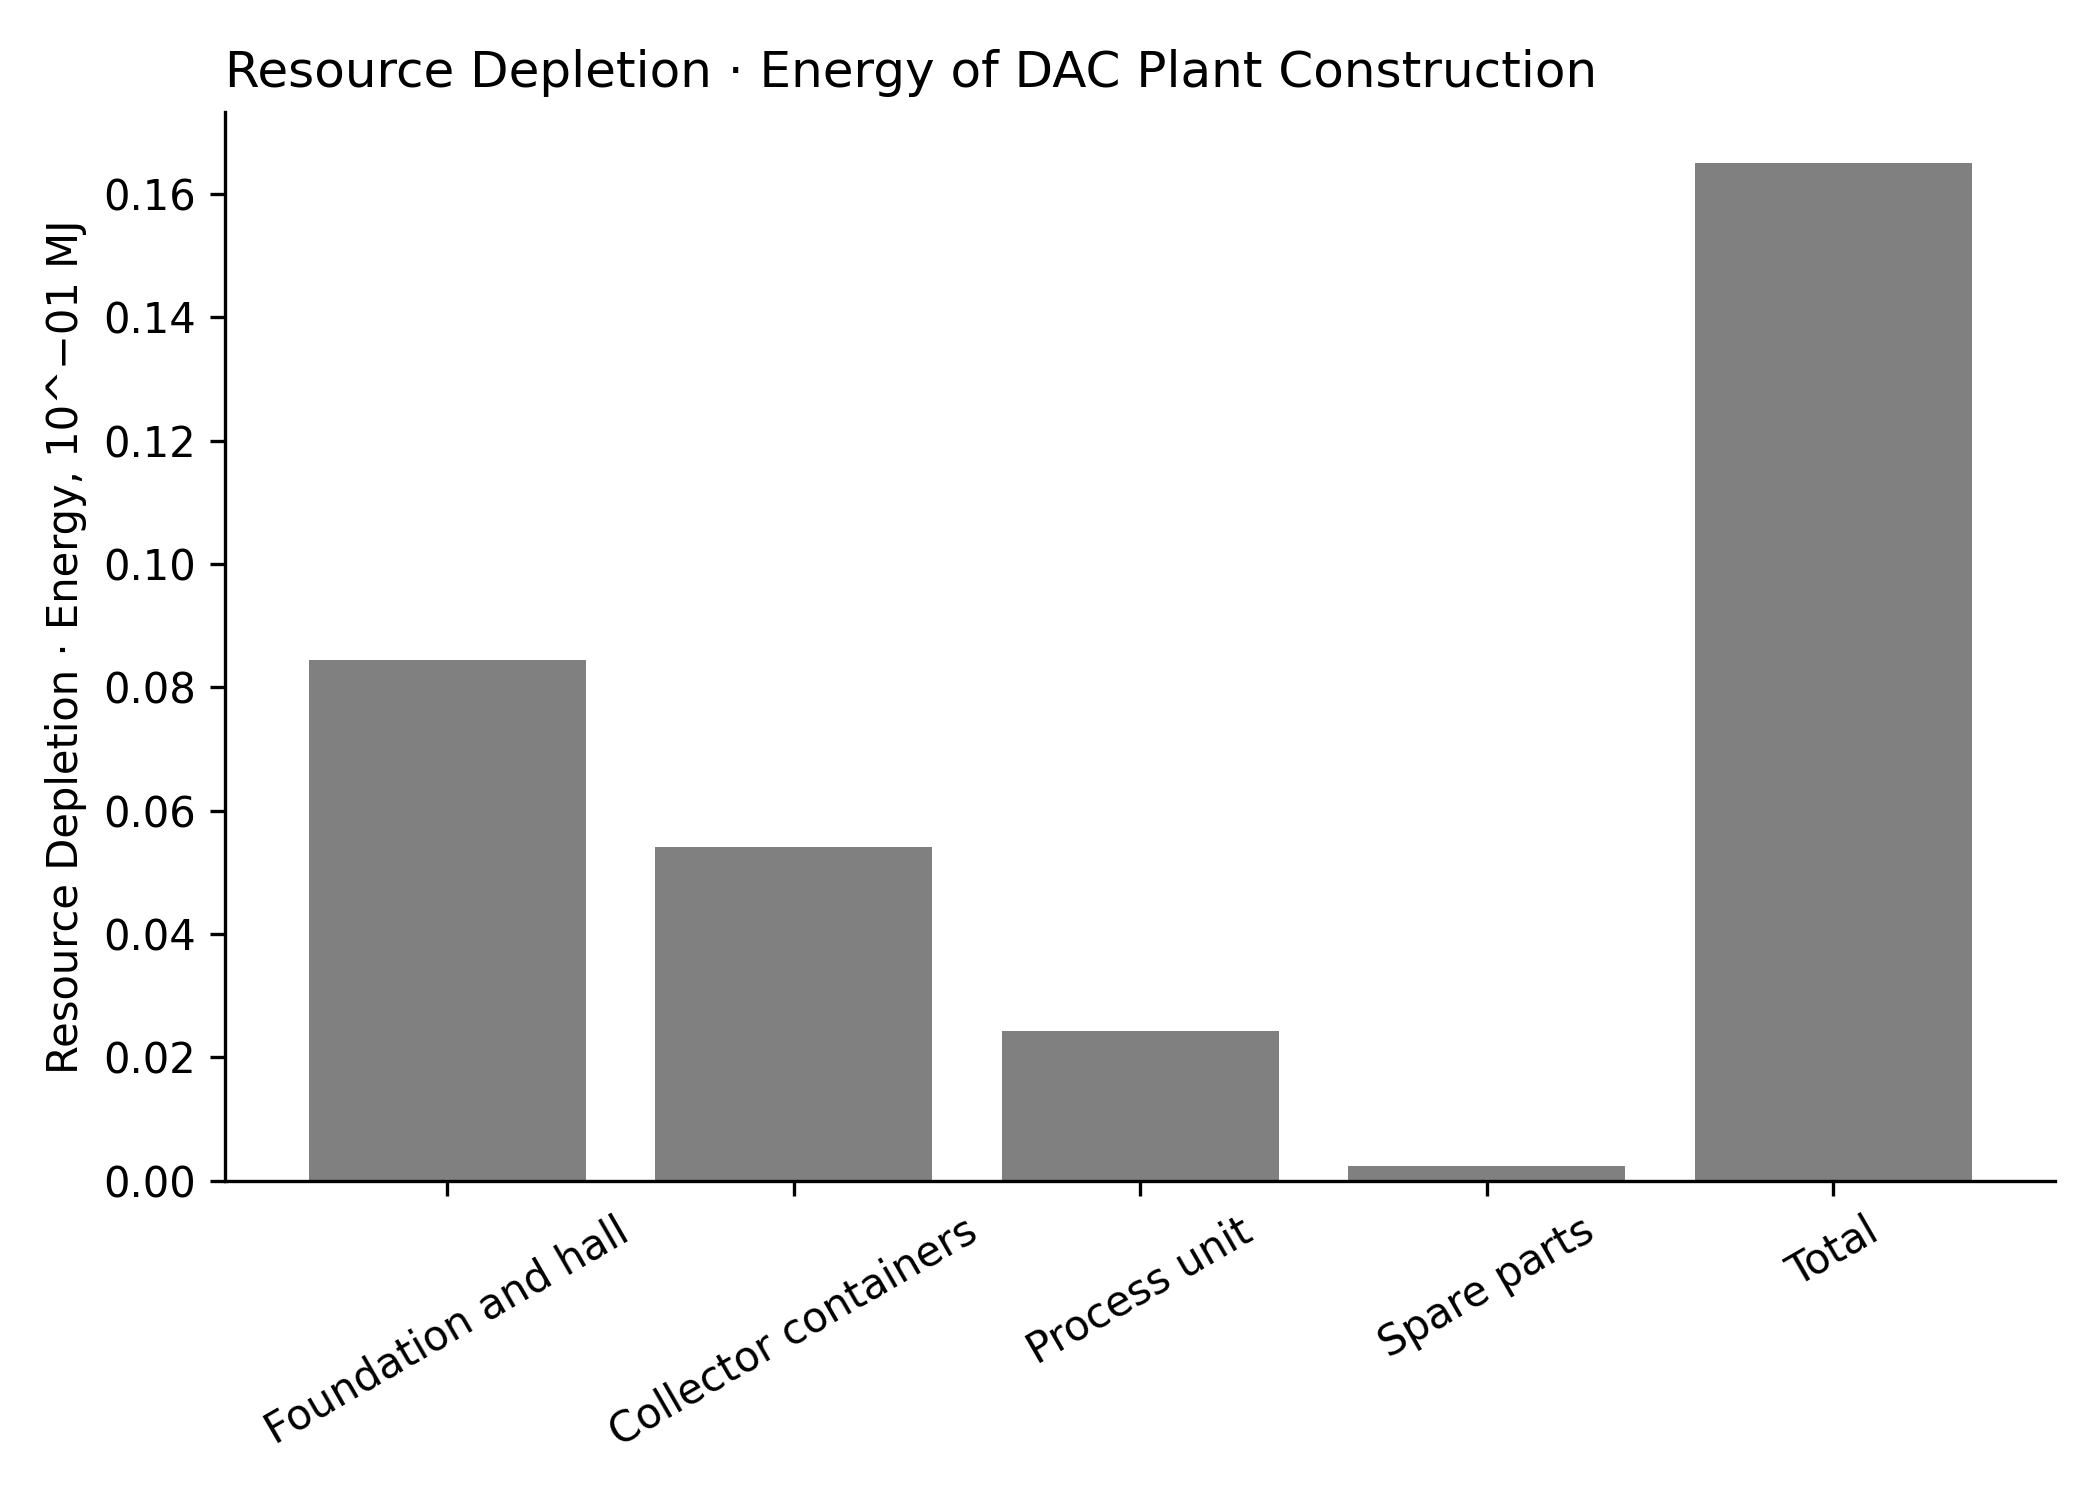 Resource Depletion · Energy of DAC Plant Construction
Resource Depletion · Energy, 10^−01 MJ
0.16
0.14
0.12
0.10
0.08
0.06
0.04
0.02
0.00
Foundation and hall
Collector containers
Process unit
Spare parts
Total